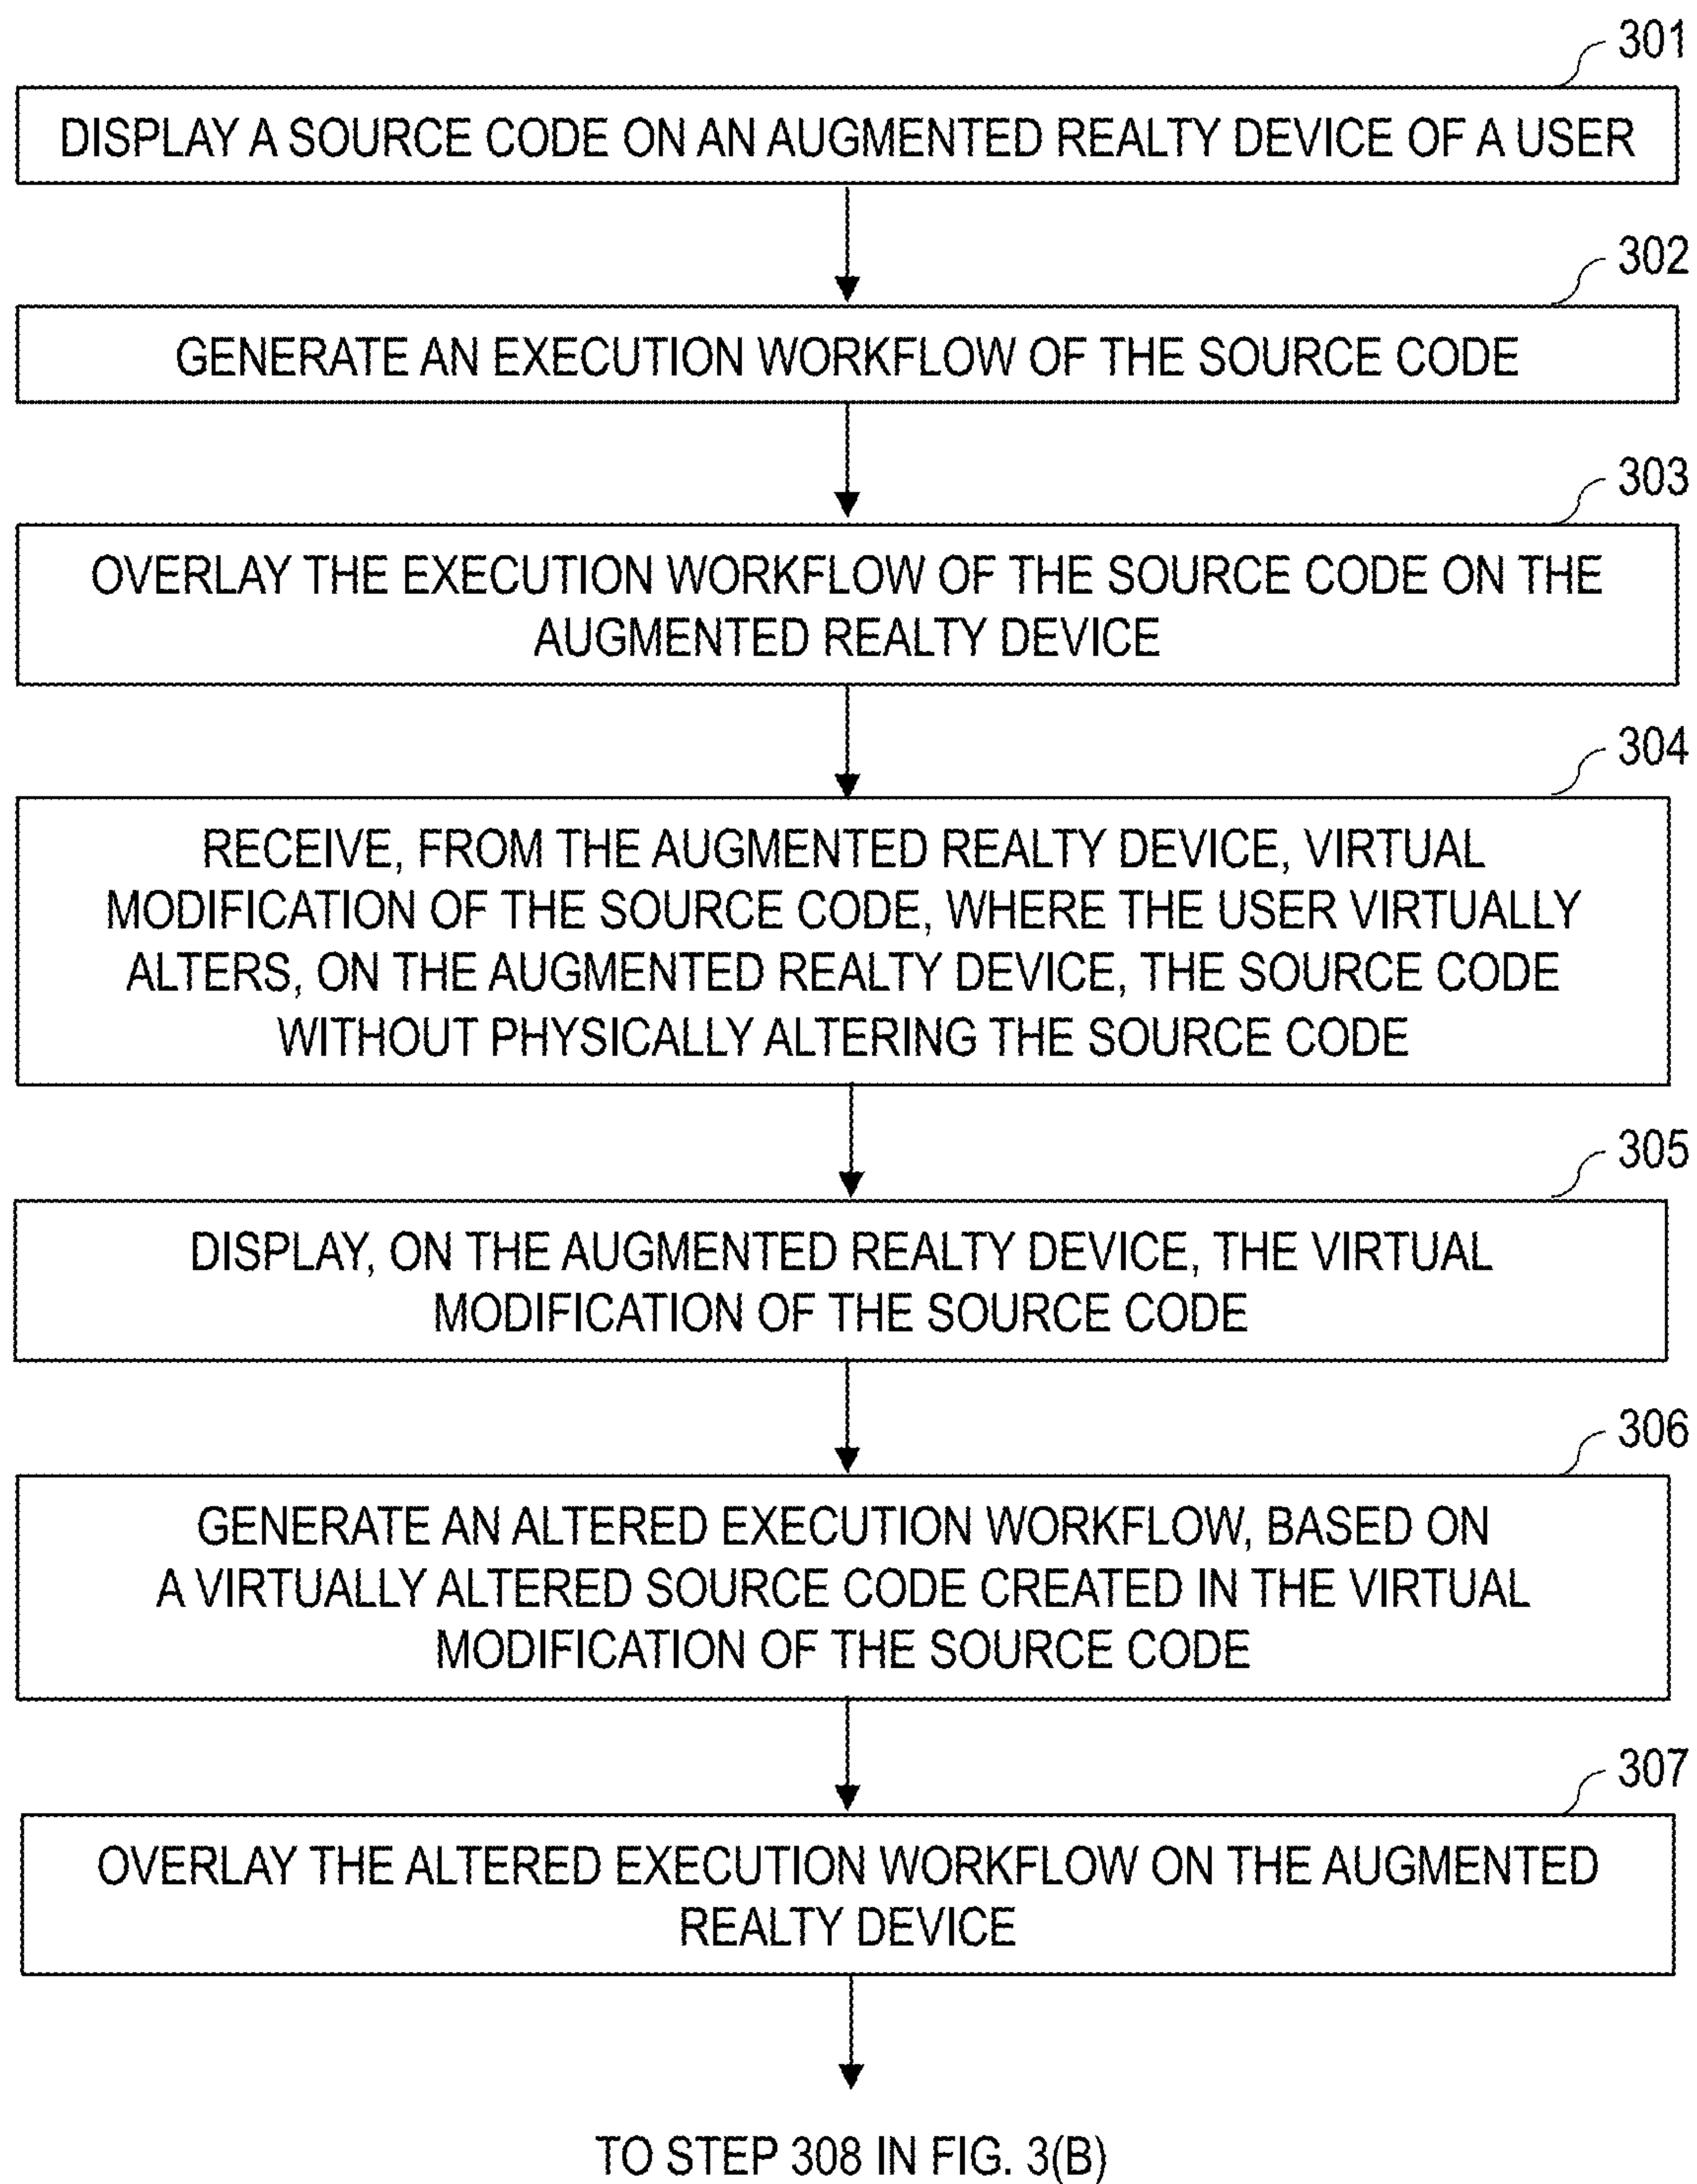 301
DISPLAY A SOURCE CODE ON AN AUGMENTED REALTY DEVICE OF A USER
302
GENERATE AN EXECUTION WORKFLOW OF THE SOURCE CODE
303
OVERLAY THE EXECUTION WORKFLOW OF THE SOURCE CODE ON THE
AUGMENTED REALTY DEVICE
304
RECEIVE, FROM THE AUGMENTED REALTY DEVICE, VIRTUAL
MODIFICATION OF THE SOURCE CODE, WHERE THE USER VIRTUALLY
ALTERS, ON THE AUGMENTED REALTY DEVICE, THE SOURCE CODE
WITHOUT PHYSICALLY ALTERING THE SOURCE CODE
305
DISPLAY, ON THE AUGMENTED REALTY DEVICE, THE VIRTUAL
MODIFICATION OF THE SOURCE CODE
306
GENERATE AN ALTERED EXECUTION WORKFLOW, BASED ON
A VIRTUALLY ALTERED SOURCE CODE CREATED IN THE VIRTUAL
MODIFICATION OF THE SOURCE CODE
307
OVERLAY THE ALTERED EXECUTION WORKFLOW ON THE AUGMENTED
REALTY DEVICE
TO STEP 308 IN FIG. 3(B)